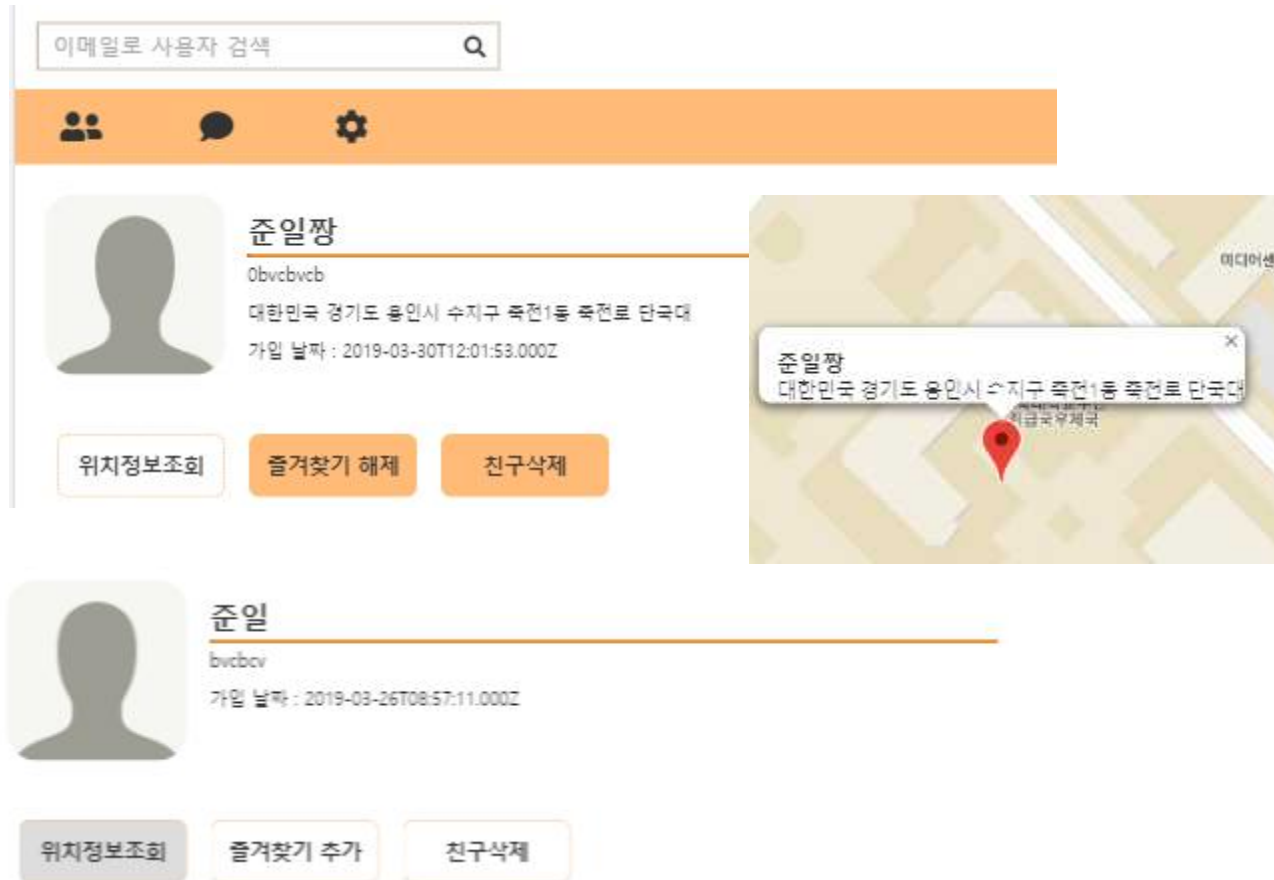 이메일로 사용자 검색
준일짱
0bvcbvcb
대한민국 경기도 용인시 수지구 죽전1동 죽전로 단국대
가입 날짜 : 2019-03-30T12:01:53.000Z
위치정보조회
즐겨찾기 해제
친구삭제
미디어센
준일짱
대한민국 경기도 용인시 수지구 죽전1동 죽전로 단국대
준일
bvcbcv
가입 날짜 : 2019-03-26T08:57:11.000Z
위치정보조회
즐겨찾기 추가
친구삭제